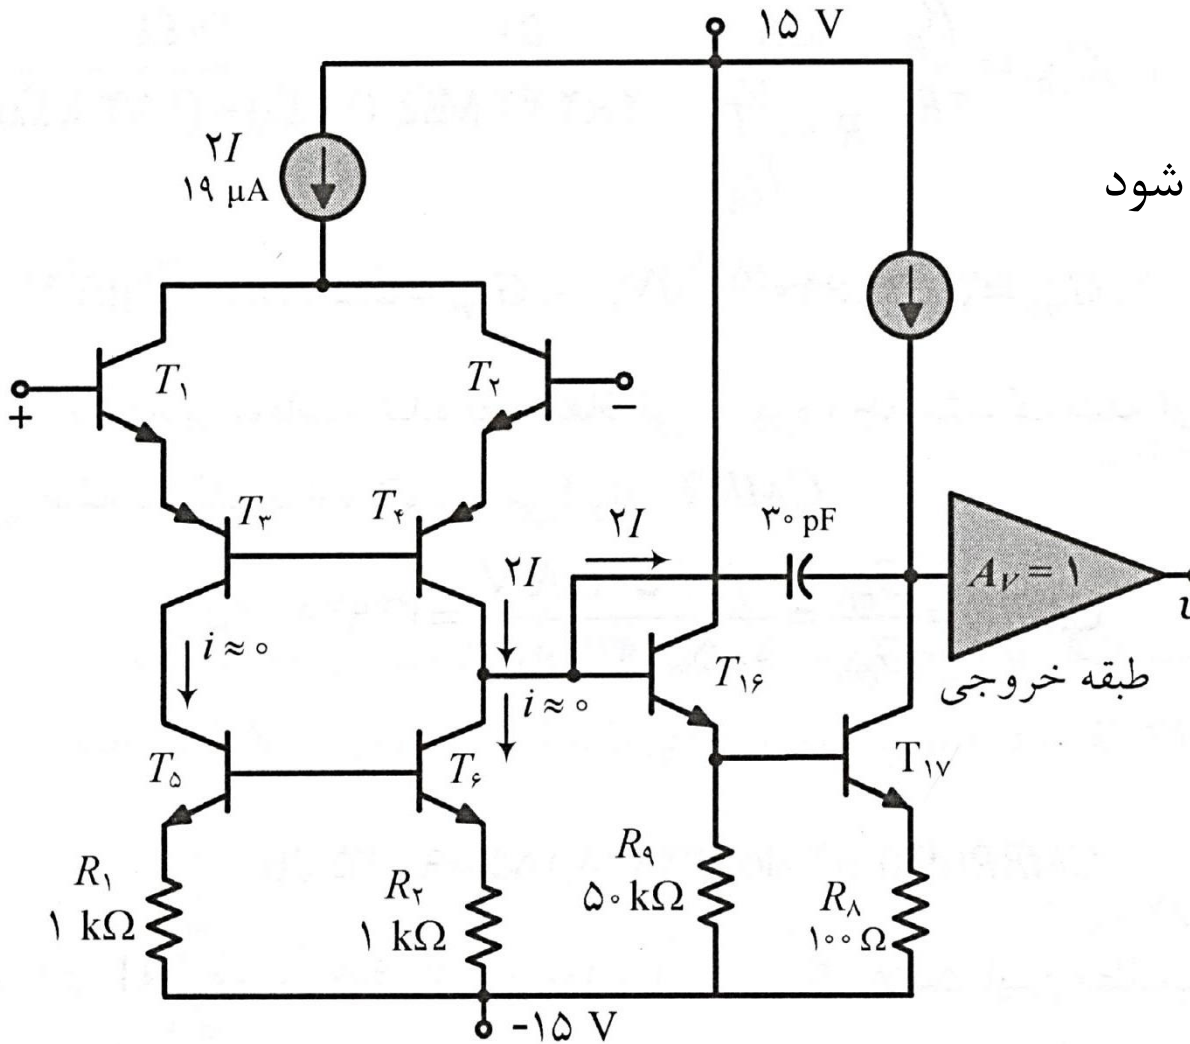 ۱۵ V
۲I
۱۹ μA
شود
T۱
T۲
+
−
T۳
T۴
۲I
۳۰ pF
۲I
A_V = ۱
i ≈ ۰
T۱۶
i ≈ ۰
طبقه خروجی
T۵
T۶
T۱۷
R۱
۱ kΩ
R۲
۱ kΩ
R۹
۵۰ kΩ
R۸
۱۰۰ Ω
-۱۵ V